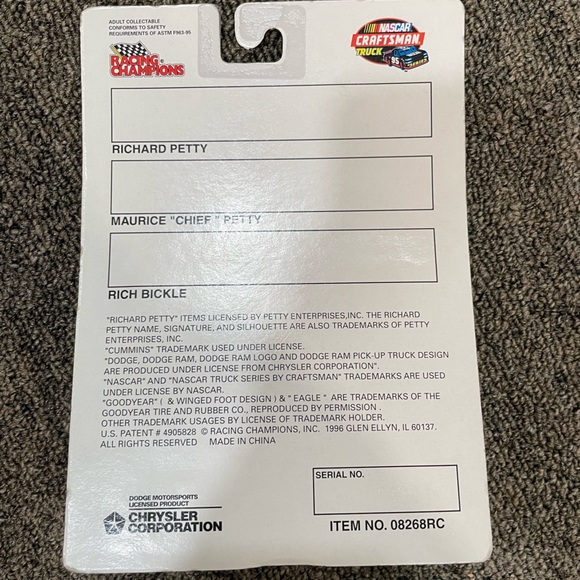 ADULT COLLECTABLE
CONFORMS TO SAFETY
REQUIREMENTS OF ASTM F963-95
RACING
CHAMPIONS
NASCAR
CRAFTSMAN
TRUCK
SERIES
RICHARD PETTY
MAURICE "CHIEF" PETTY
RICH BICKLE
"RICHARD PETTY" ITEMS LICENSED BY PETTY ENTERPRISES,INC. THE RICHARD
PETTY NAME, SIGNATURE, AND SILHOUETTE ARE ALSO TRADEMARKS OF PETTY
ENTERPRISES, INC.
"CUMMINS" TRADEMARK USED UNDER LICENSE.
"DODGE, DODGE RAM, DODGE RAM LOGO AND DODGE RAM PICK-UP TRUCK DESIGN
ARE PRODUCED UNDER LICENSE FROM CHRYSLER CORPORATION".
"NASCAR" AND "NASCAR TRUCK SERIES BY CRAFTSMAN" TRADEMARKS ARE USED
UNDER LICENSE BY NASCAR.
"GOODYEAR" ( & WINGED FOOT DESIGN ) & " EAGLE " ARE TRADEMARKS OF THE
GOODYEAR TIRE AND RUBBER CO., REPRODUCED BY PERMISSION .
OTHER TRADEMARK USAGES BY LICENSE OF TRADEMARK HOLDER.
U.S. PATENT # 4905828 © RACING CHAMPIONS, INC. 1996 GLEN ELLYN, IL 60137.
ALL RIGHTS RESERVED MADE IN CHINA
SERIAL NO.
DODGE MOTORSPORTS
LICENSED PRODUCT
CHRYSLER
CORPORATION
ITEM NO. 08268RC